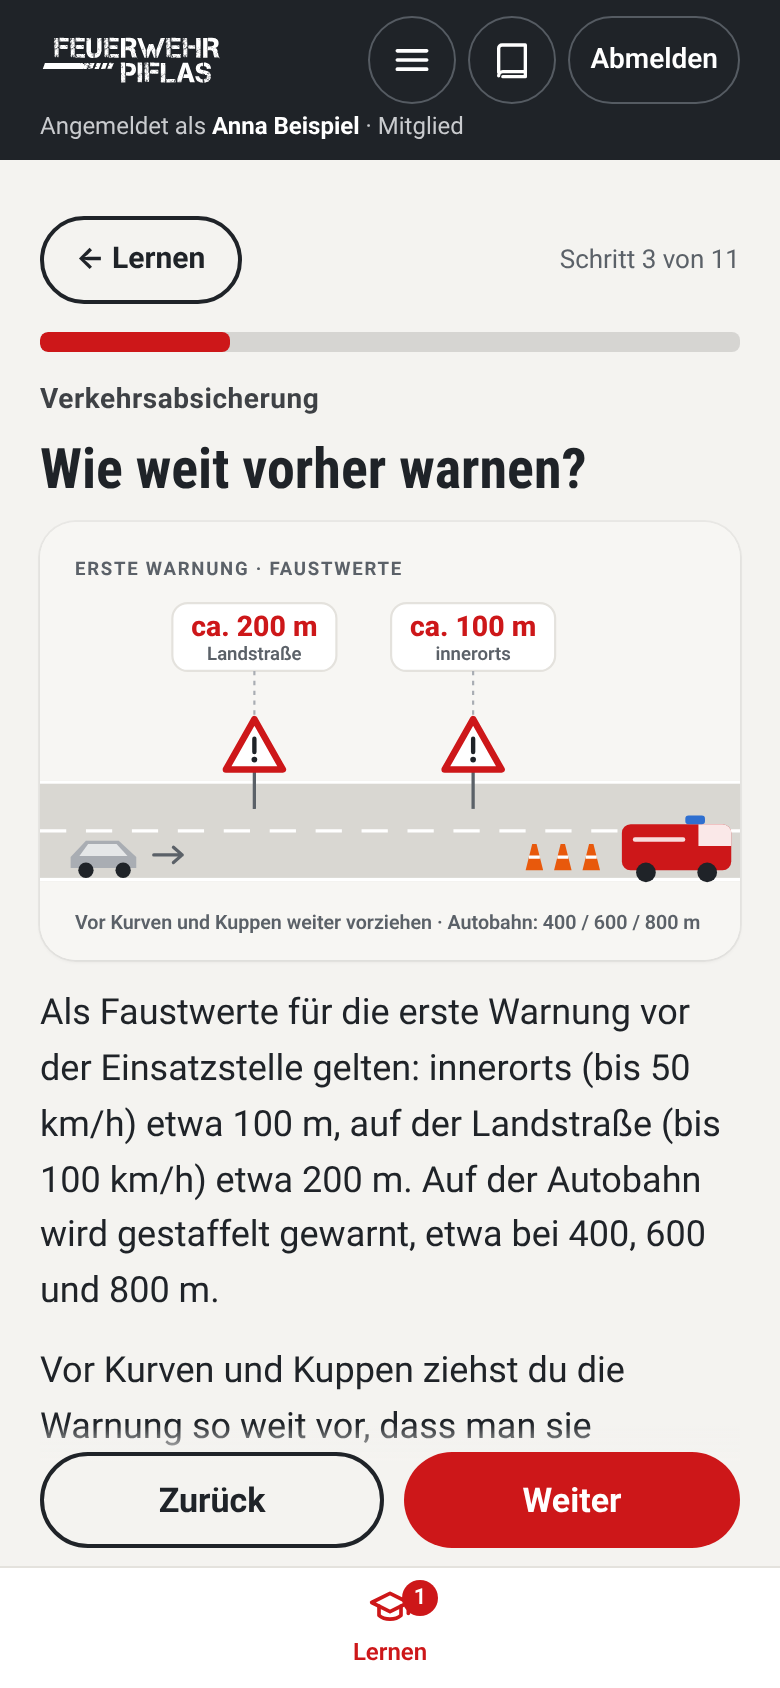 FEUERWEHR
PIFLAS
Abmelden
Angemeldet als Anna Beispiel · Mitglied
← Lernen
Schritt 3 von 11
Verkehrsabsicherung
Wie weit vorher warnen?
ERSTE WARNUNG · FAUSTWERTE
ca. 200 m
Landstraße
ca. 100 m
innerorts
Vor Kurven und Kuppen weiter vorziehen · Autobahn: 400 / 600 / 800 m
Als Faustwerte für die erste Warnung vor
der Einsatzstelle gelten: innerorts (bis 50
km/h) etwa 100 m, auf der Landstraße (bis
100 km/h) etwa 200 m. Auf der Autobahn
wird gestaffelt gewarnt, etwa bei 400, 600
und 800 m.
Vor Kurven und Kuppen ziehst du die
Warnung so weit vor, dass man sie
Zurück
Weiter
1
Lernen